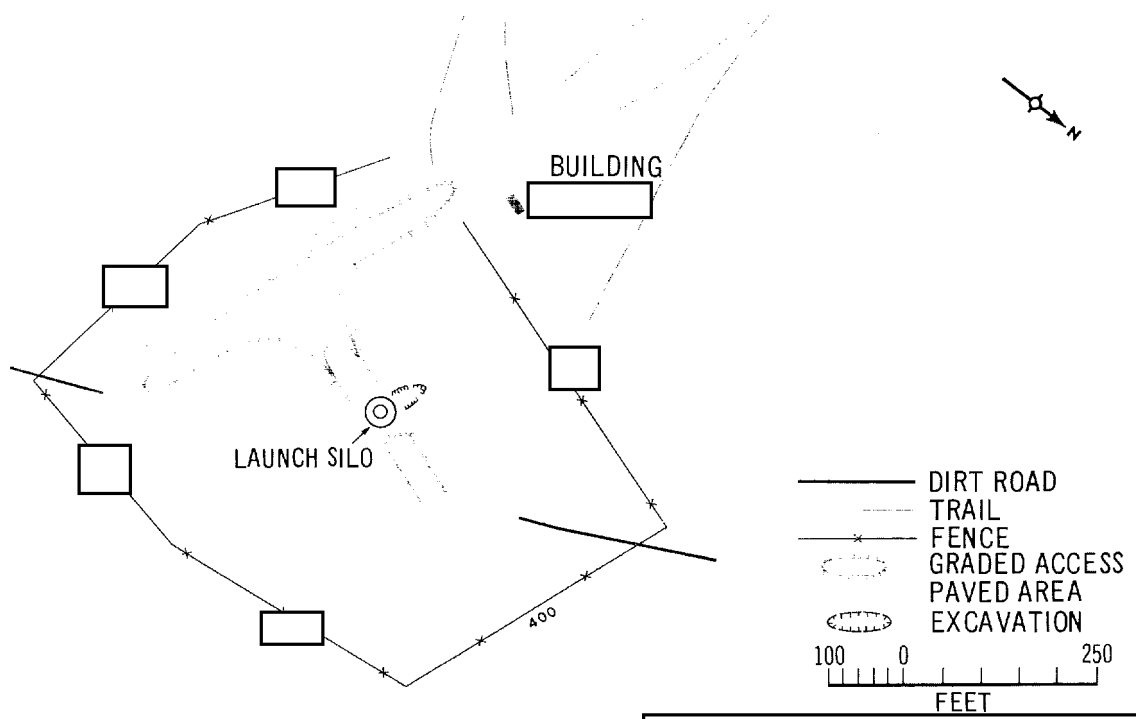 N
BUILDING
LAUNCH SILO
400
DIRT ROAD
TRAIL
FENCE
GRADED ACCESS
PAVED AREA
EXCAVATION
100 0 250
FEET